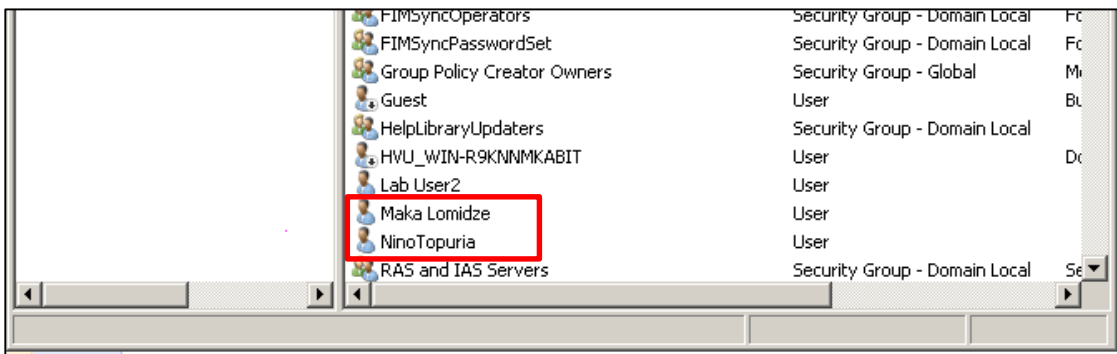 FIMSyncOperators Security Group - Domain Local
FIMSyncPasswordSet Security Group - Domain Local
Group Policy Creator Owners Security Group - Global
Guest User
HelpLibraryUpdaters Security Group - Domain Local
HVU_WIN-R9KNNMKABIT User
Lab User2 User
Maka Lomidze User
NinoTopuria User
RAS and IAS Servers Security Group - Domain Local